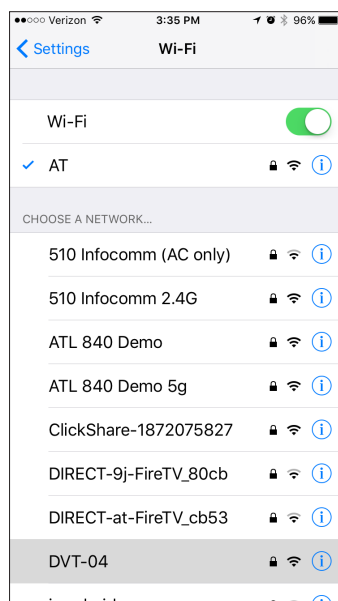 Verizon 3:35 PM 96%
Settings Wi-Fi
Wi-Fi
AT
CHOOSE A NETWORK...
510 Infocomm (AC only)
510 Infocomm 2.4G
ATL 840 Demo
ATL 840 Demo 5g
ClickShare-1872075827
DIRECT-9j-FireTV_80cb
DIRECT-at-FireTV_cb53
DVT-04